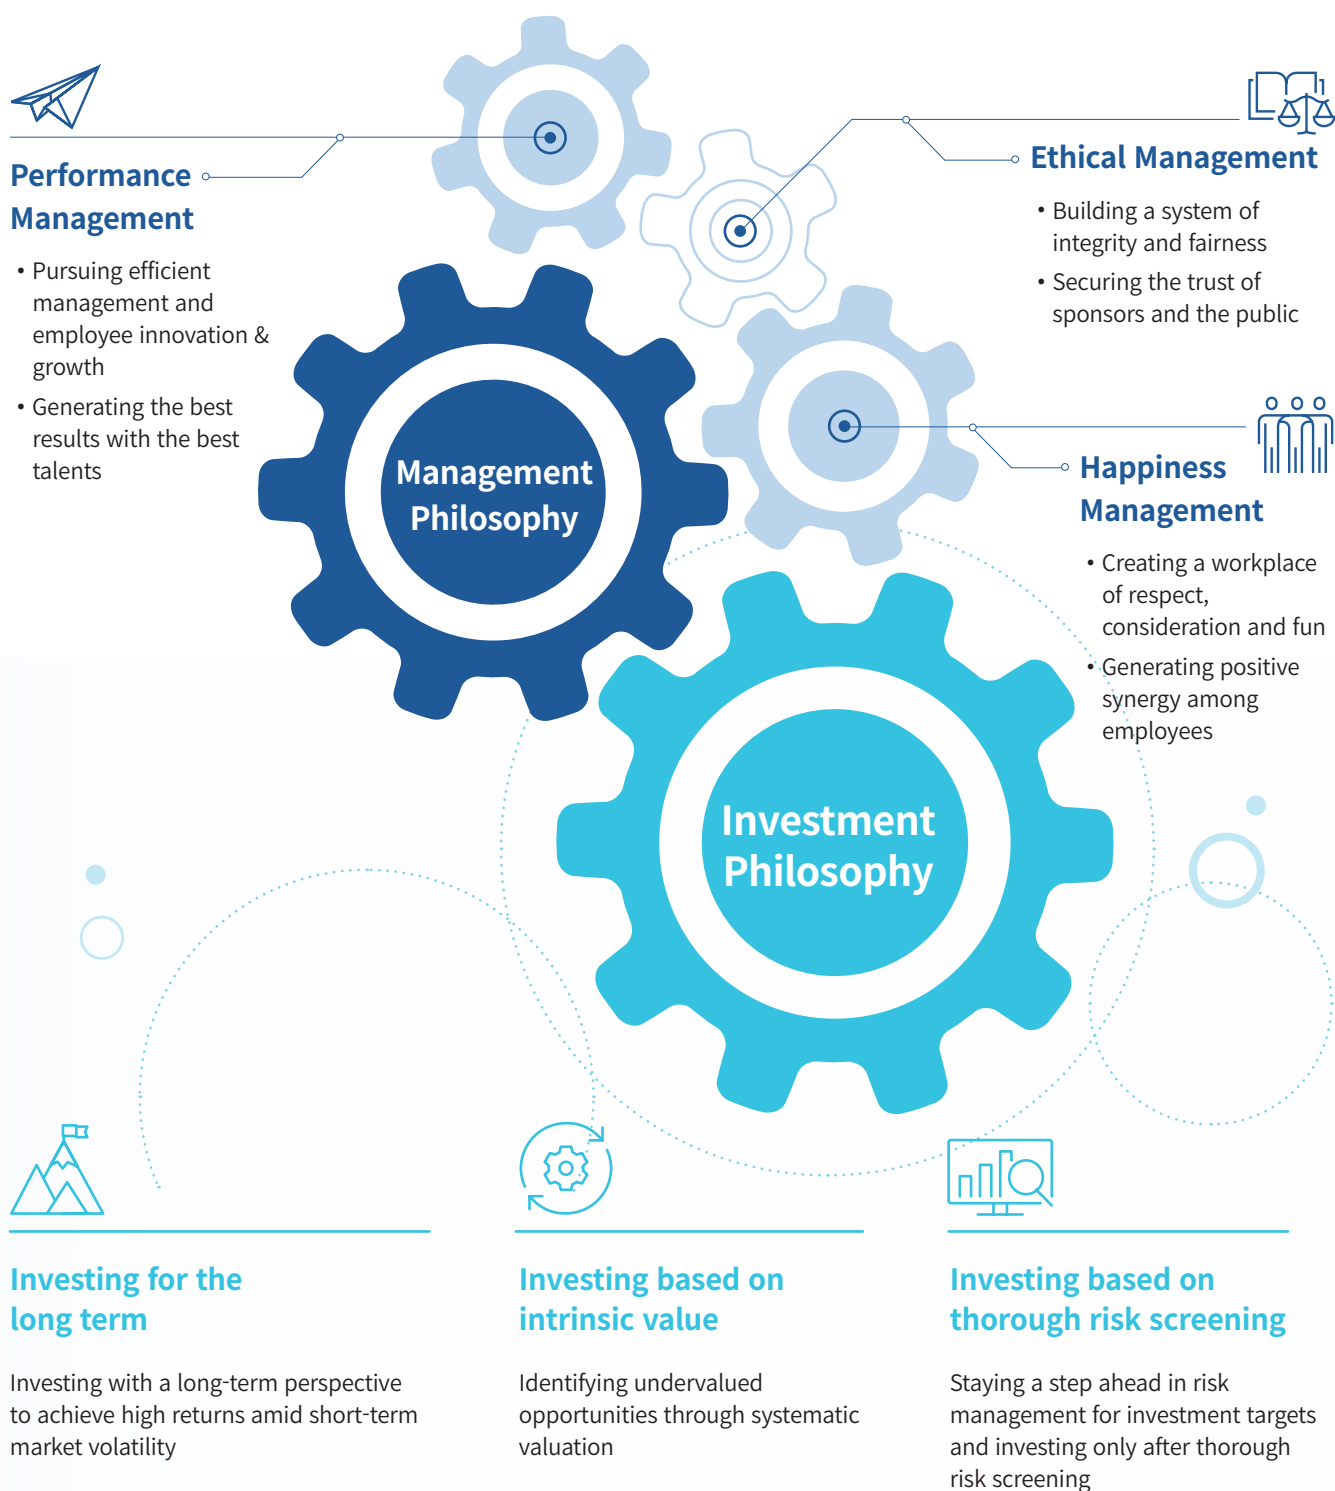 Performance
Management
• Pursuing efficient
management and
employee innovation &
growth
• Generating the best
results with the best
talents
Ethical Management
• Building a system of
integrity and fairness
• Securing the trust of
sponsors and the public
Happiness
Management
• Creating a workplace
of respect,
consideration and fun
• Generating positive
synergy among
employees
Management
Philosophy
Investment
Philosophy
Investing for the
long term
Investing with a long-term perspective
to achieve high returns amid short-term
market volatility
Investing based on
intrinsic value
Identifying undervalued
opportunities through systematic
valuation
Investing based on
thorough risk screening
Staying a step ahead in risk
management for investment targets
and investing only after thorough
risk screening